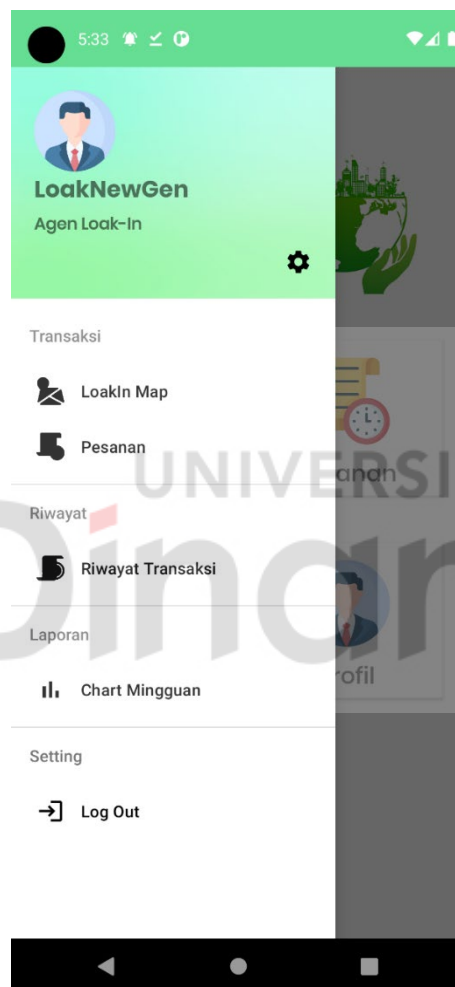 5:33
LoakNewGen
Agen Loak-In
Transaksi
LoakIn Map
Pesanan
anan
UNIVERSI
Riwayat
Dinar
Riwayat Transaksi
Laporan
rofil
Chart Mingguan
Setting
Log Out